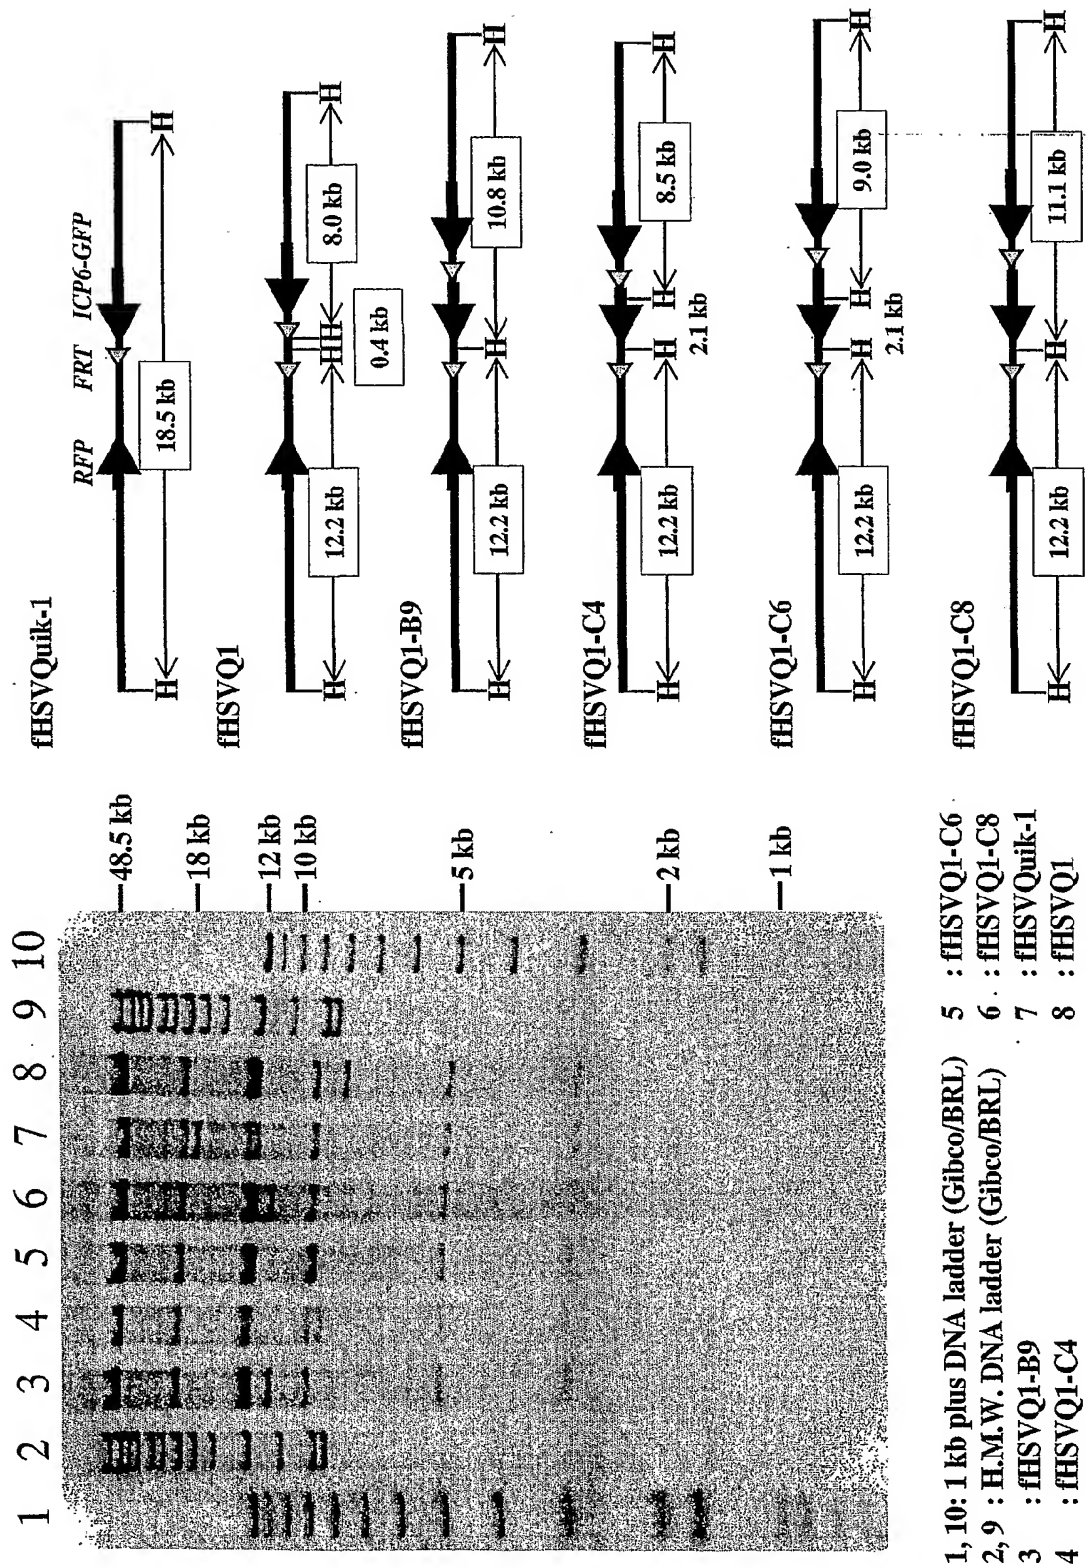 1 2 3 4 5 6 7 8 9 10
48.5 kb
18 kb
12 kb
10 kb
5 kb
2 kb
1 kb
1, 10: 1 kb plus DNA ladder (Gibco/BRL)
2, 9 : H.M.W. DNA ladder (Gibco/BRL)
3 : fHSVQ1-B9
4 : fHSVQ1-C4
5 : fHSVQ1-C6
6 : fHSVQ1-C8
7 : fHSVQuik-1
8 : fHSVQ1
fHSVQuik-1
RFP FRT ICP6-GFP
H H
18.5 kb
fHSVQ1
H H H H
12.2 kb 8.0 kb
0.4 kb
fHSVQ1-B9
H H H
12.2 kb 10.8 kb
fHSVQ1-C4
H H H H
12.2 kb 2.1 kb 8.5 kb
fHSVQ1-C6
H H H H
12.2 kb 2.1 kb 9.0 kb
fHSVQ1-C8
H H H
12.2 kb 11.1 kb